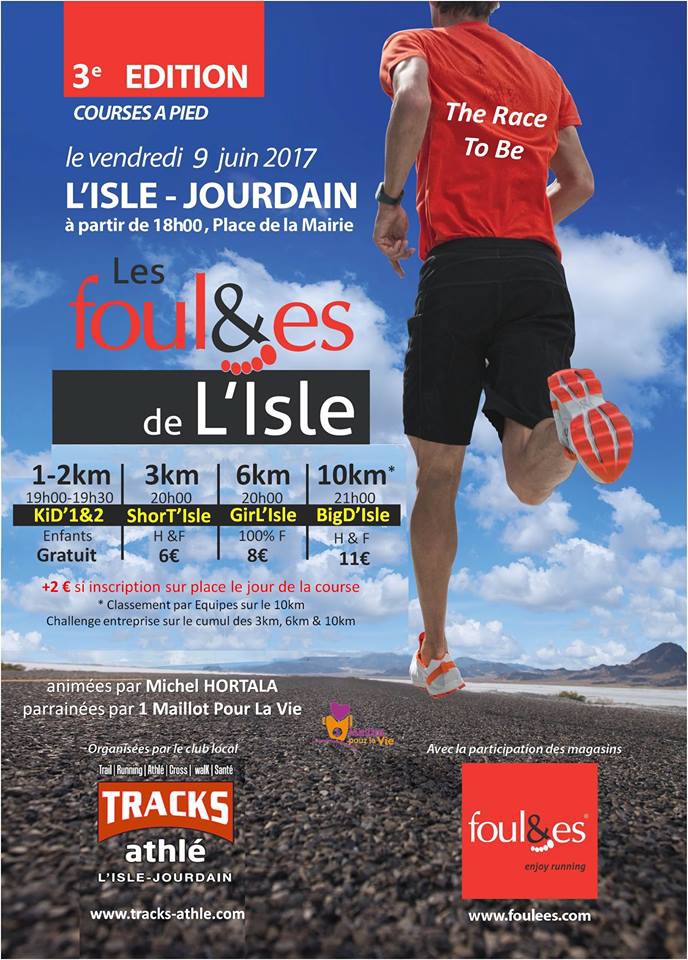 3e EDITION
COURSES A PIED
le vendredi 9 juin 2017
L'ISLE - JOURDAIN
à partir de 18h00, Place de la Mairie
The Race
To Be
Les
foul&es
de L'Isle
1-2km 3km 6km 10km*
19h00-19h30 20h00 20h00 21h00
KiD'1&2 ShorT'Isle GirL'Isle BigD'Isle
Enfants H &F 100% F H & F
Gratuit 6€ 8€ 11€
+2 € si inscription sur place le jour de la course
* Classement par Equipes sur le 10km
Challenge entreprise sur le cumul des 3km, 6km & 10km
animées par Michel HORTALA
parrainées par 1 Maillot Pour La Vie
Maillot
pour la Vie
Organisées par le club local
Trail | Running | Athlé | Cross | walK | Santé
TRACKS
athlé
L'ISLE-JOURDAIN
www.tracks-athle.com
Avec la participation des magasins
foul&es®
enjoy running
www.foulees.com